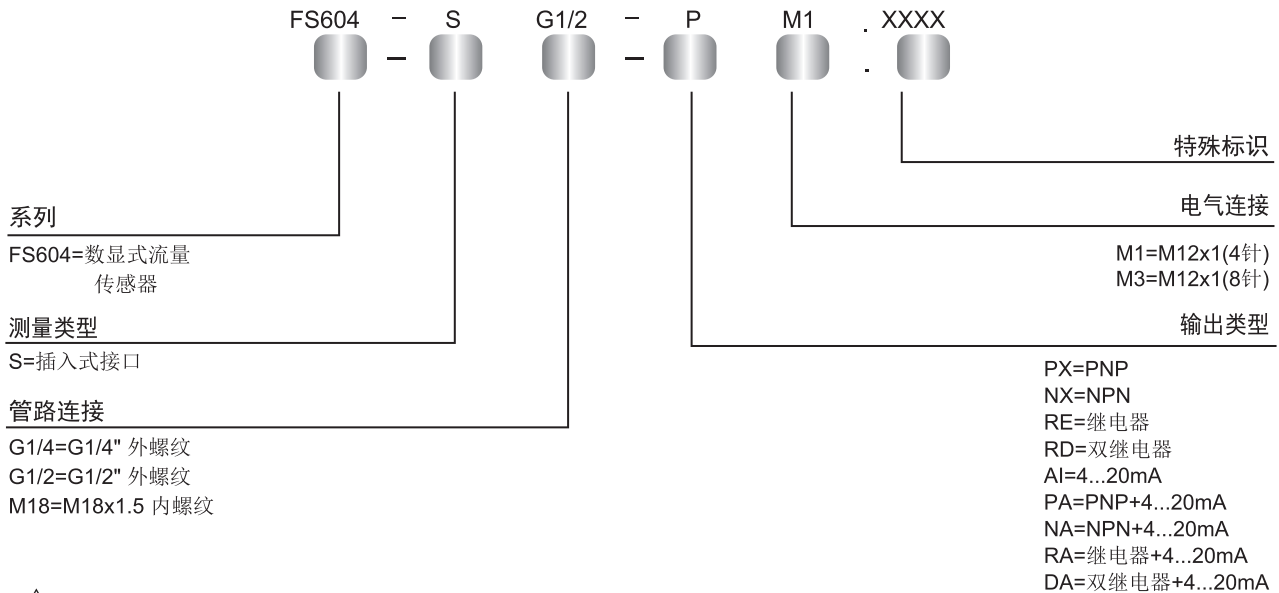 FS604 - S G1/2 - P M1 . XXXX
- - .
特殊标识
电气连接
M1=M12x1(4针)
M3=M12x1(8针)
输出类型
PX=PNP
NX=NPN
RE=继电器
RD=双继电器
AI=4...20mA
PA=PNP+4...20mA
NA=NPN+4...20mA
RA=继电器+4...20mA
DA=双继电器+4...20mA
系列
FS604=数显式流量
传感器
测量类型
S=插入式接口
管路连接
G1/4=G1/4" 外螺纹
G1/2=G1/2" 外螺纹
M18=M18x1.5 内螺纹